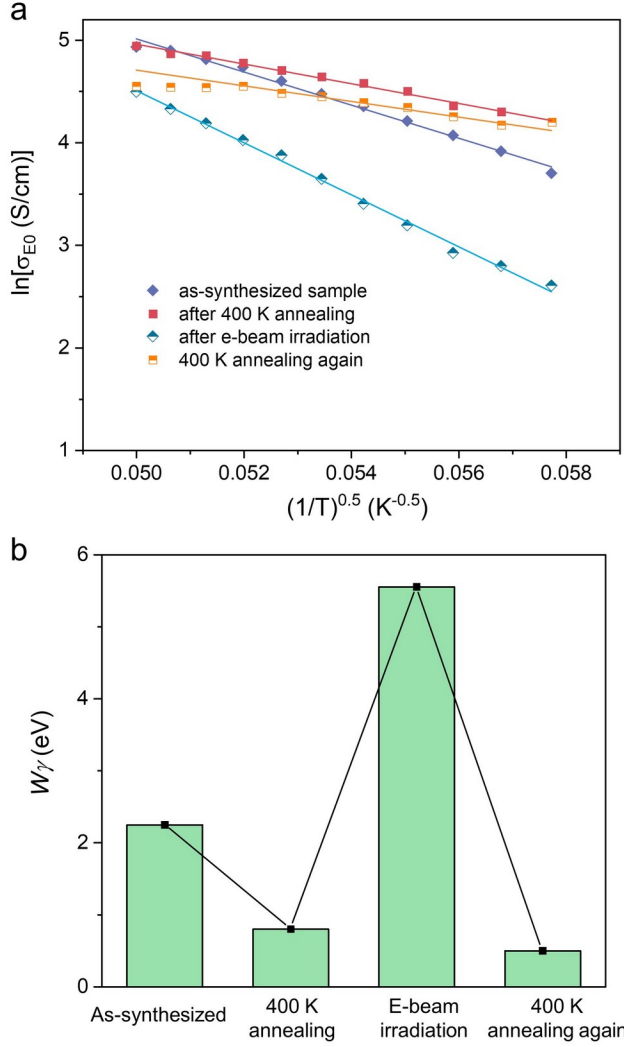 a
5
4
3
2
1
ln[σE0 (S/cm)]
as-synthesized sample
after 400 K annealing
after e-beam irradiation
400 K annealing again
0.050
0.052
0.054
0.056
0.058
(1/T)^0.5 (K^-0.5)
b
6
4
2
0
Wγ (eV)
As-synthesized
400 K
annealing
E-beam
irradiation
400 K
annealing again